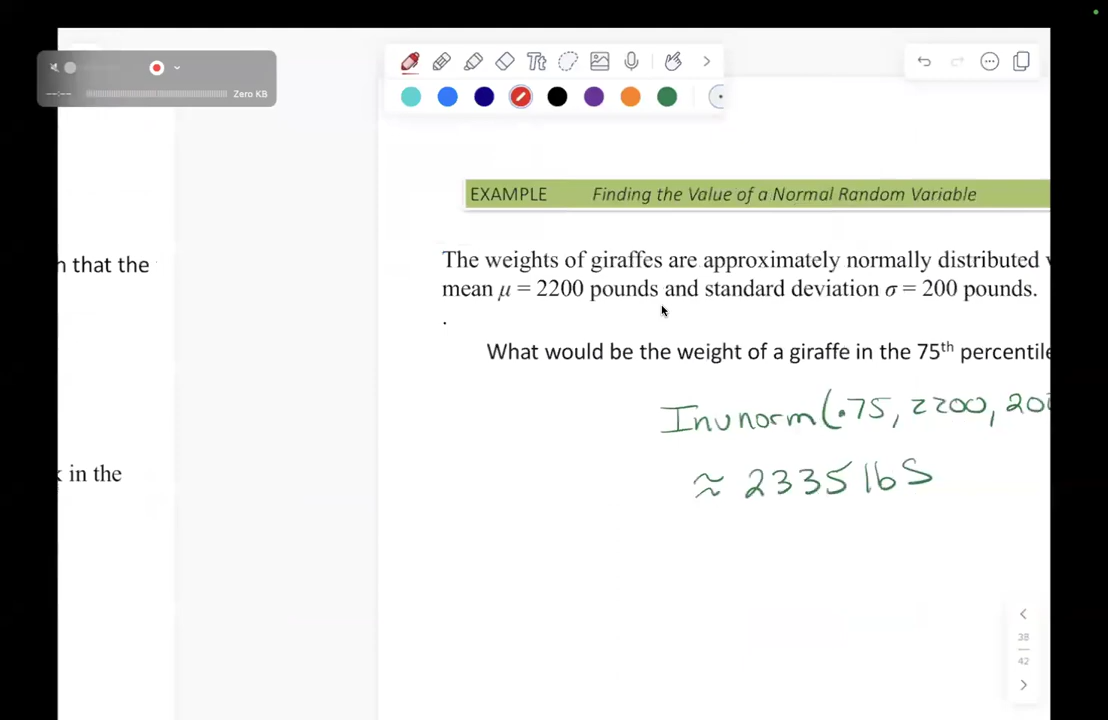 Zero KB
Tt
EXAMPLE Finding the Value of a Normal Random Variable
n that the
The weights of giraffes are approximately normally distributed
mean μ = 2200 pounds and standard deviation σ = 200 pounds.
.
What would be the weight of a giraffe in the 75th percentile
Invnorm(.75, 2200, 200
≈ 2335 lbs
in the
38
42